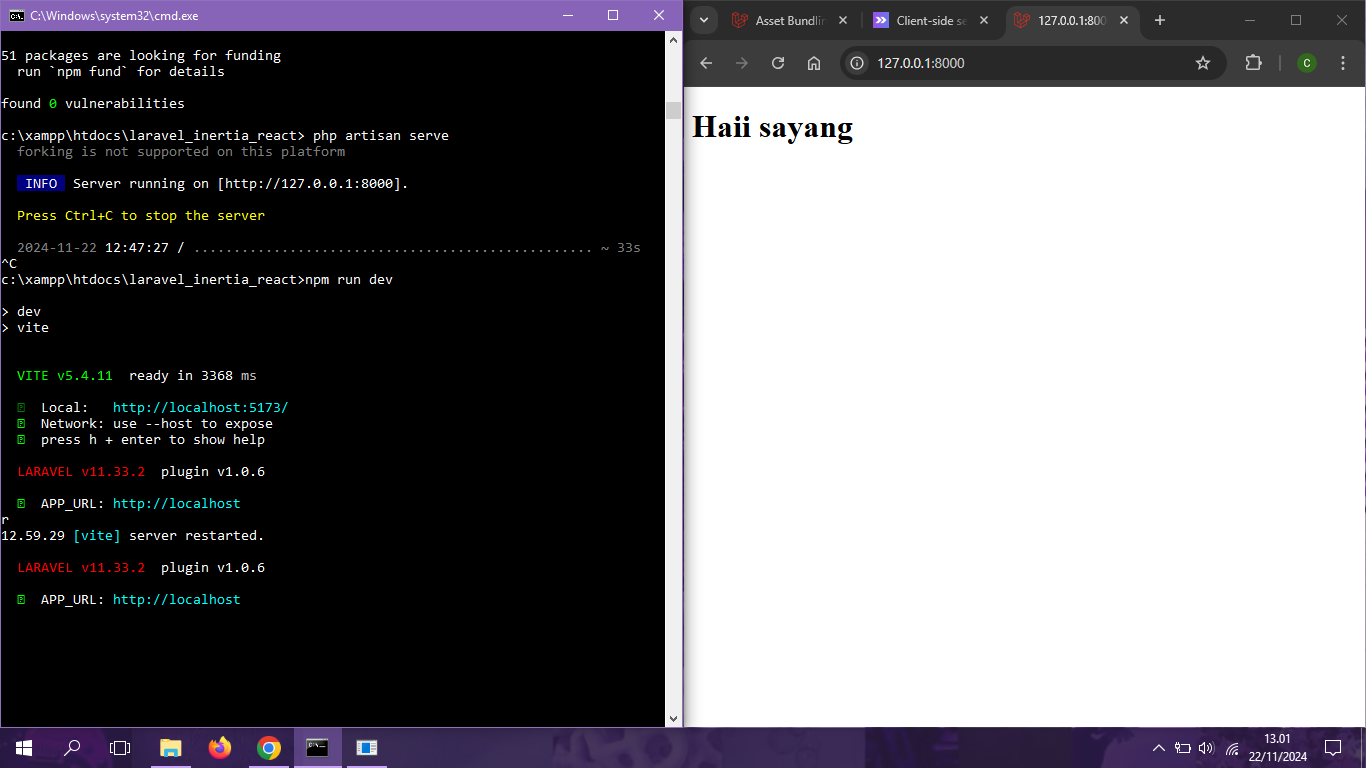 C:\Windows\system32\cmd.exe
51 packages are looking for funding
run `npm fund` for details
found 0 vulnerabilities
c:\xampp\htdocs\laravel_inertia_react> php artisan serve
forking is not supported on this platform
INFO Server running on [http://127.0.0.1:8000].
Press Ctrl+C to stop the server
2024-11-22 12:47:27 / .................................................. ~ 33s
^C
c:\xampp\htdocs\laravel_inertia_react>npm run dev
> dev
> vite
VITE v5.4.11 ready in 3368 ms
Local: http://localhost:5173/
Network: use --host to expose
press h + enter to show help
LARAVEL v11.33.2 plugin v1.0.6
APP_URL: http://localhost
r
12.59.29 [vite] server restarted.
LARAVEL v11.33.2 plugin v1.0.6
APP_URL: http://localhost
Asset Bundlin
Client-side se
127.0.0.1:800
127.0.0.1:8000
C
Haii sayang
13.01
22/11/2024